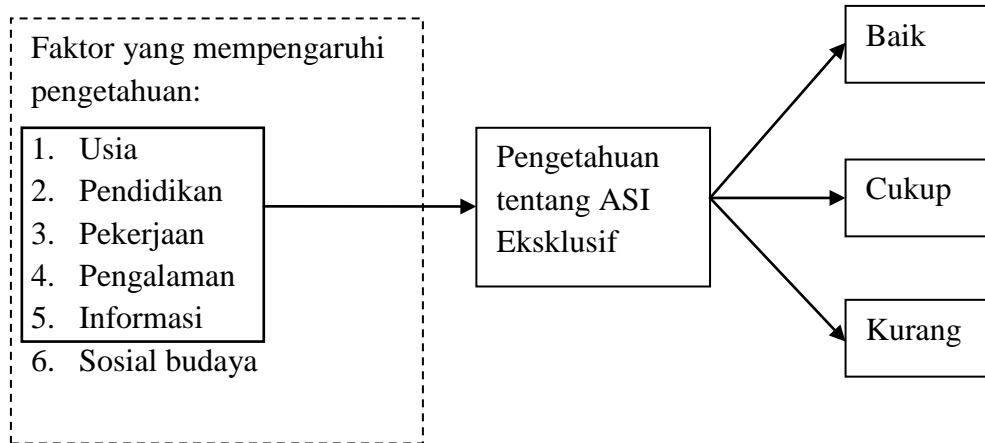 Faktor yang mempengaruhi
pengetahuan:
1. Usia
2. Pendidikan
3. Pekerjaan
4. Pengalaman
5. Informasi
6. Sosial budaya
Pengetahuan
tentang ASI
Eksklusif
Baik
Cukup
Kurang